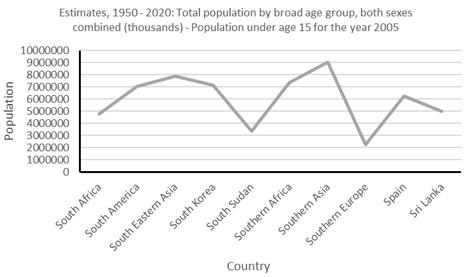 Estimates, 1950 - 2020: Total population by broad age group, both sexes
combined (thousands) - Population under age 15 for the year 2005
10000000
9000000
8000000
7000000
6000000
5000000
4000000
3000000
2000000
1000000
0
Population
South Africa
South America
South Eastern Asia
South Korea
South Sudan
Southern Africa
Southern Asia
Southern Europe
Spain
Sri Lanka
Country